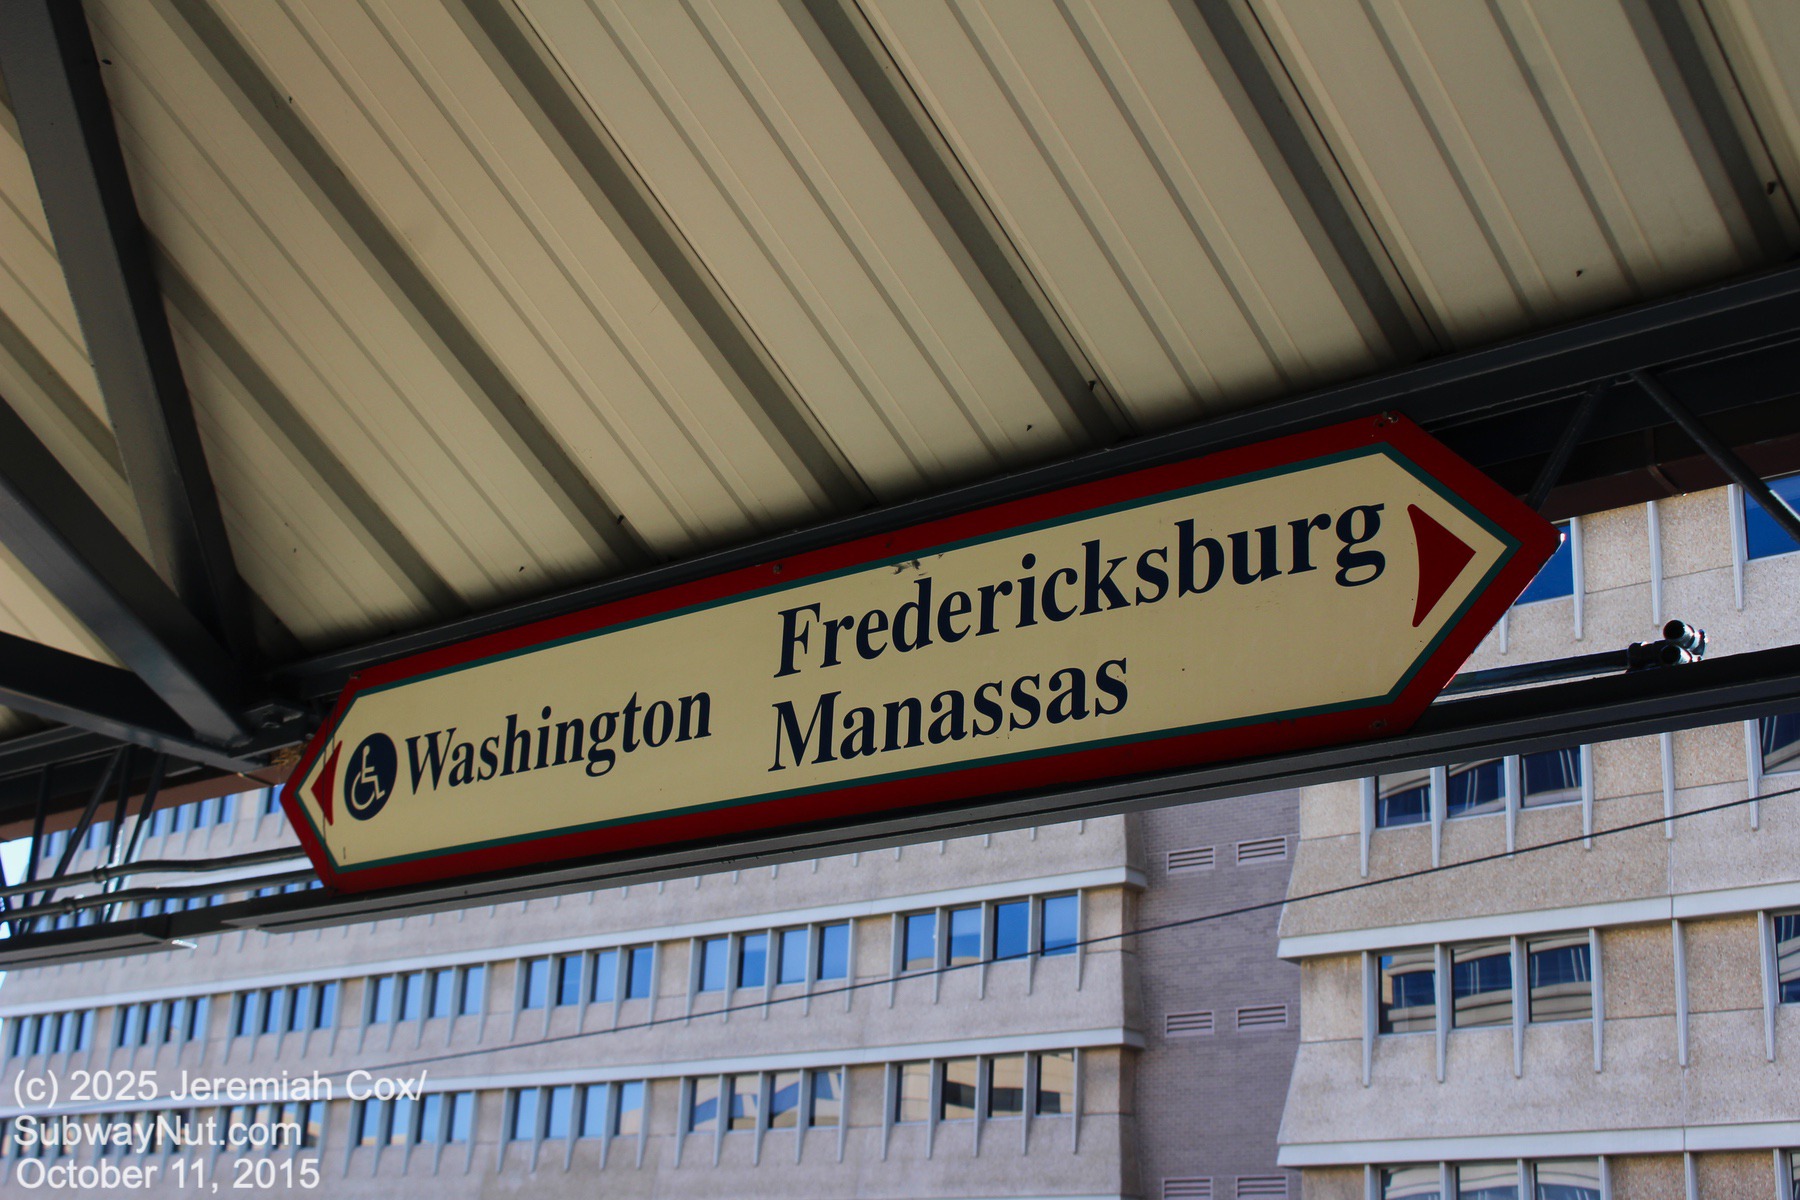 Washington
Fredericksburg
Manassas
(c) 2025 Jeremiah Cox/
SubwayNut.com
October 11, 2015